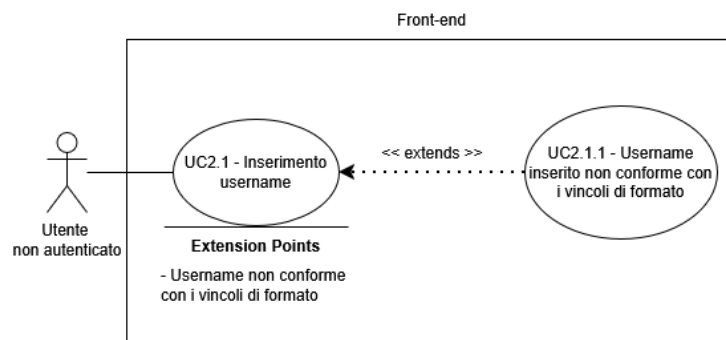 Front-end
UC2.1 - Inserimento
username
<< extends >>
UC2.1.1 - Username
inserito non conforme con
i vincoli di formato
Utente
non autenticato
Extension Points
- Username non conforme
con i vincoli di formato